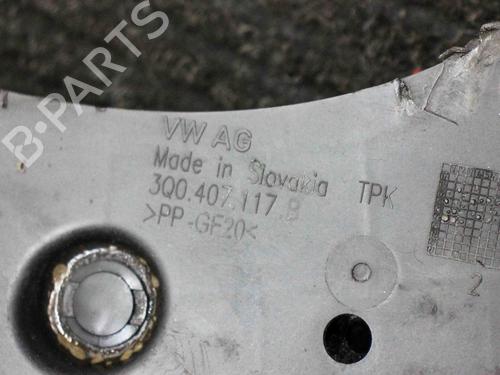 B-PARTS
VW AG
Made in Slovakia
3Q0.407.117.B
TPK
>PP-GF20<
2